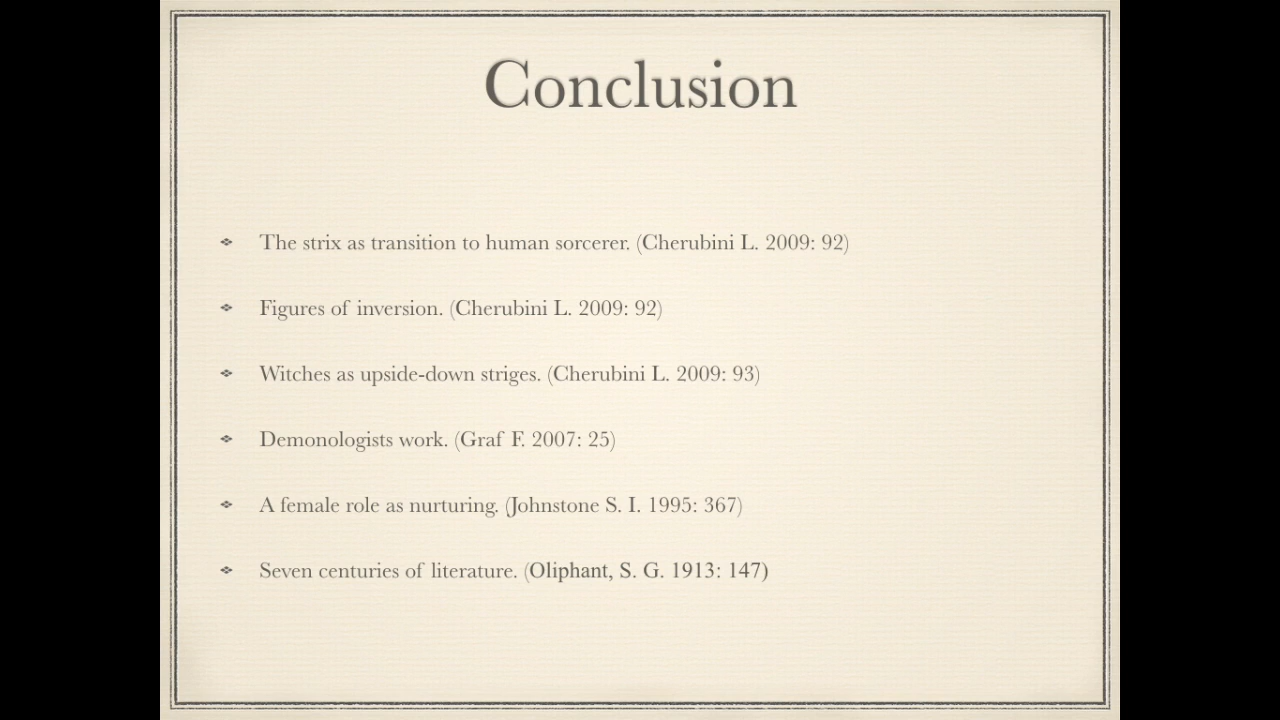 Conclusion
The strix as transition to human sorcerer. (Cherubini L. 2009: 92)
Figures of inversion. (Cherubini L. 2009: 92)
Witches as upside-down striges. (Cherubini L. 2009: 93)
Demonologists work. (Graf F. 2007: 25)
A female role as nurturing. (Johnstone S. I. 1995: 367)
Seven centuries of literature. (Oliphant, S. G. 1913: 147)